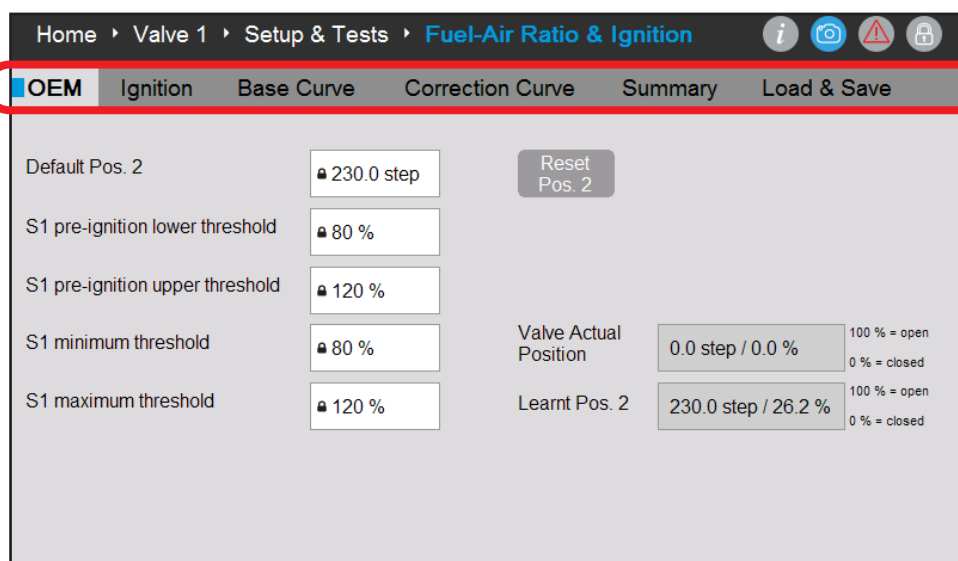 Home ‣ Valve 1 ‣ Setup & Tests ‣ Fuel-Air Ratio & Ignition i
OEM Ignition Base Curve Correction Curve Summary Load & Save
Default Pos. 2 230.0 step
Reset
Pos. 2
S1 pre-ignition lower threshold 80 %
S1 pre-ignition upper threshold 120 %
S1 minimum threshold 80 %
Valve Actual
Position
0.0 step / 0.0 %
100 % = open
0 % = closed
S1 maximum threshold 120 %
Learnt Pos. 2 230.0 step / 26.2 %
100 % = open
0 % = closed